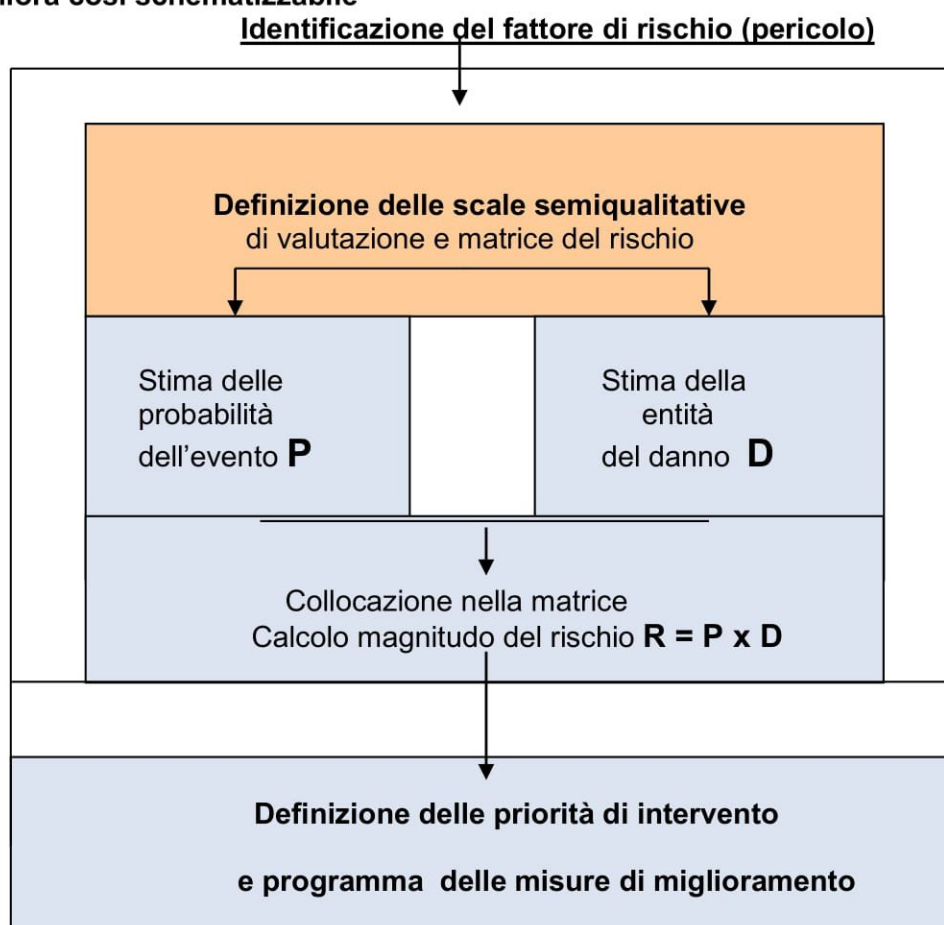 così schematizzabile
Identificazione del fattore di rischio (pericolo)
Definizione delle scale semiqualitative
di valutazione e matrice del rischio
Stima delle
probabilità
dell'evento P
Stima della
entità
del danno D
Collocazione nella matrice
Calcolo magnitudo del rischio R = P x D
Definizione delle priorità di intervento
e programma delle misure di miglioramento